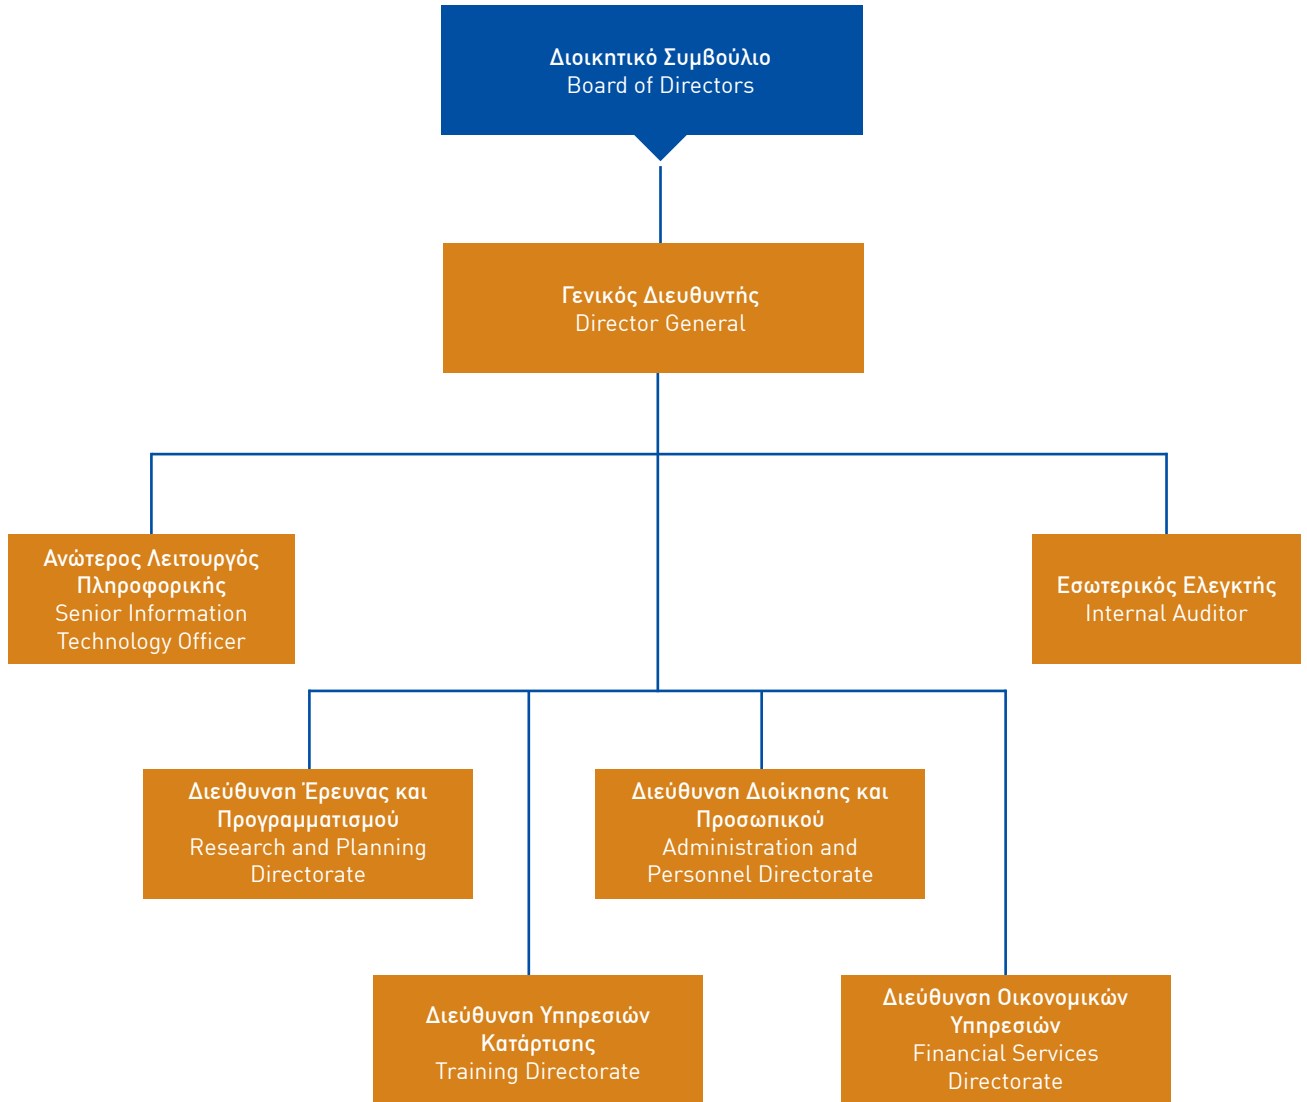 Διοικητικό Συμβούλιο
Board of Directors
Γενικός Διευθυντής
Director General
Ανώτερος Λειτουργός
Πληροφορικής
Senior Information
Technology Officer
Εσωτερικός Ελεγκτής
Internal Auditor
Διεύθυνση Έρευνας και
Προγραμματισμού
Research and Planning
Directorate
Διεύθυνση Διοίκησης και
Προσωπικού
Administration and
Personnel Directorate
Διεύθυνση Υπηρεσιών
Κατάρτισης
Training Directorate
Διεύθυνση Οικονομικών
Υπηρεσιών
Financial Services
Directorate